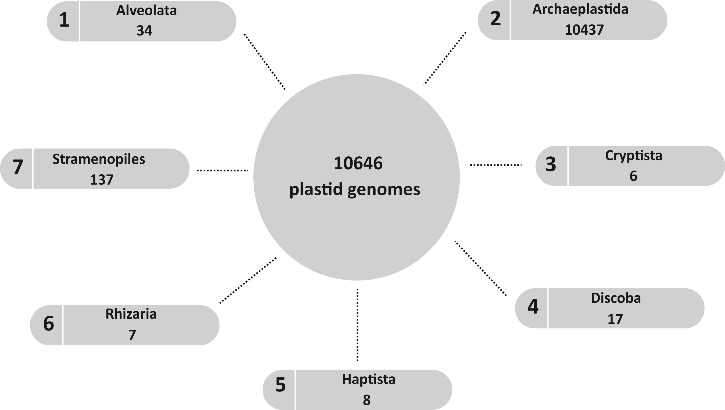 1
Alveolata
34
2
Archaeplastida
10437
10646
plastid genomes
3
Cryptista
6
4
Discoba
17
5
Haptista
8
6
Rhizaria
7
7
Stramenopiles
137